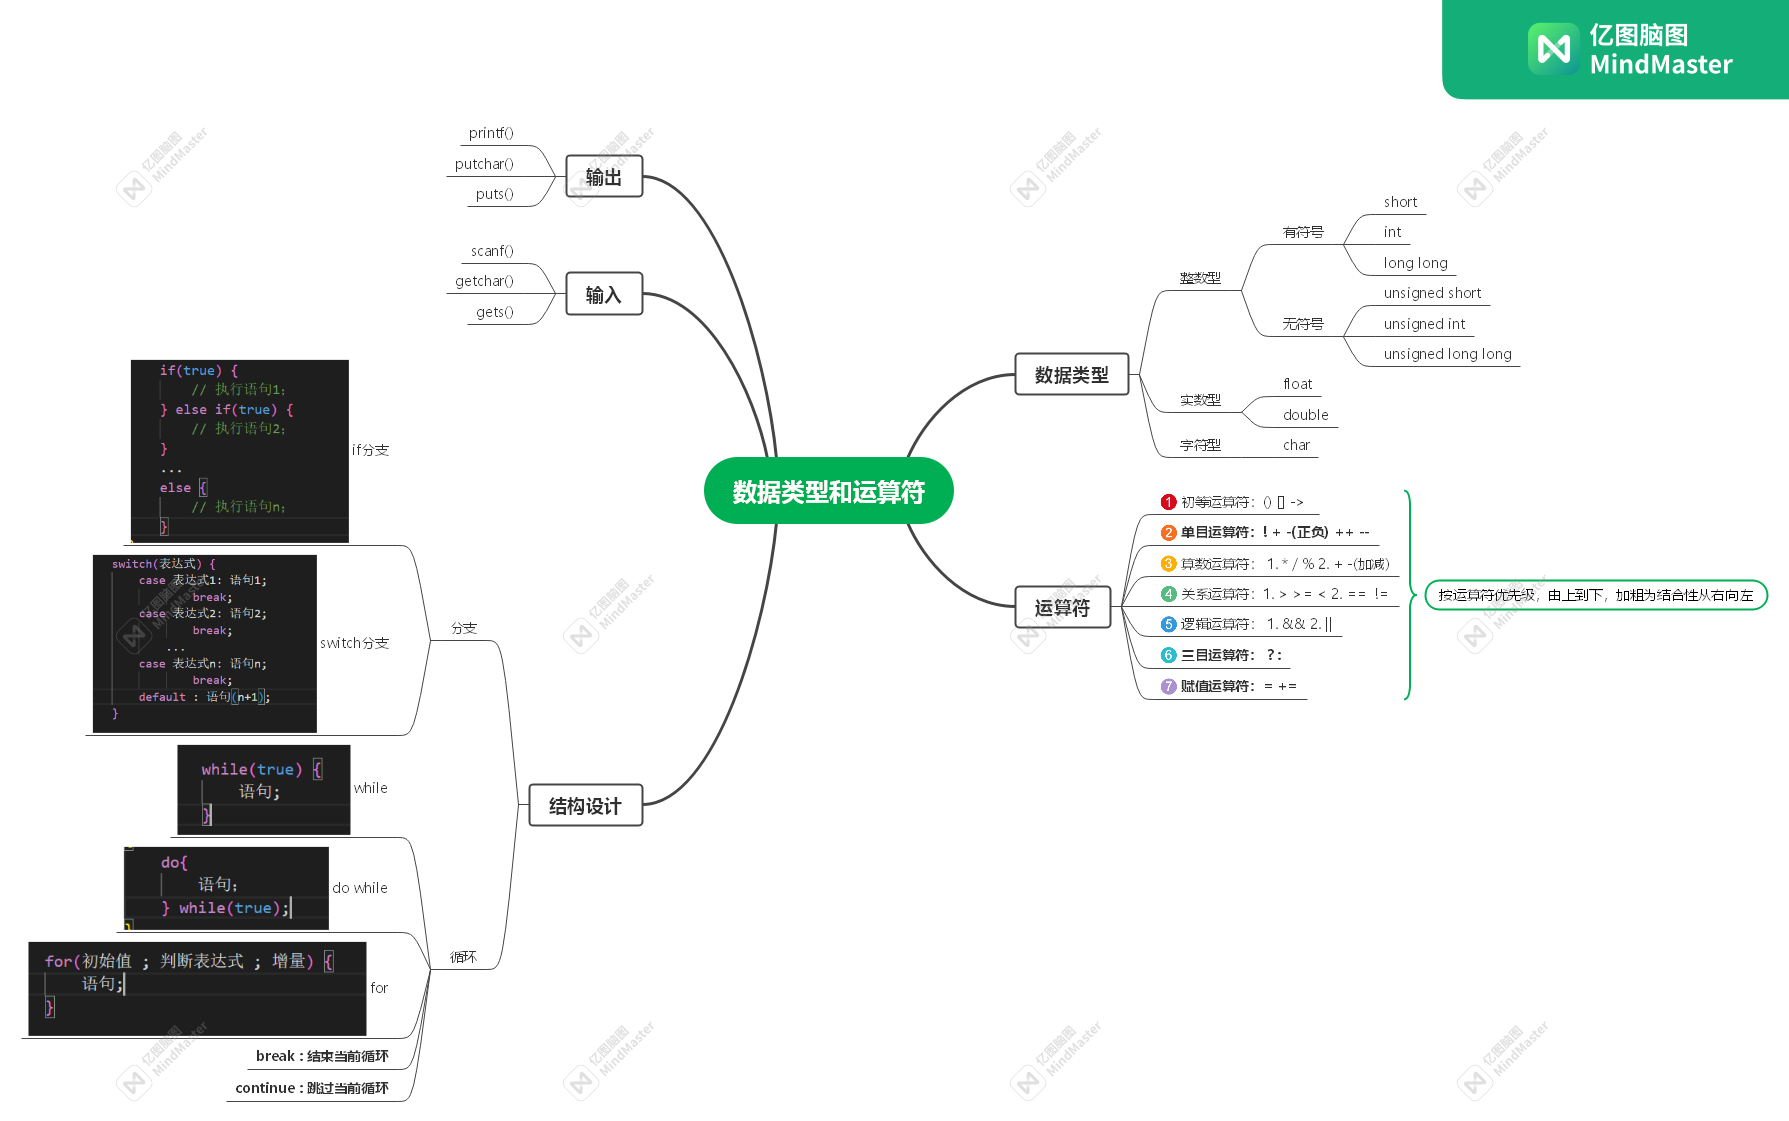 亿图脑图
MindMaster
数据类型和运算符
输出
printf()
putchar()
puts()
输入
scanf()
getchar()
gets()
结构设计
分支
if分支
if(true) {
// 执行语句1;
} else if(true) {
// 执行语句2;
}
...
else {
// 执行语句n;
}
switch分支
switch(表达式) {
case 表达式1: 语句1;
break;
case 表达式2: 语句2;
break;
...
case 表达式n: 语句n;
break;
default : 语句(n+1);
}
循环
while
while(true) {
语句;
}
do while
do{
语句;
} while(true);
for
for(初始值 ; 判断表达式 ; 增量) {
语句;
}
break : 结束当前循环
continue : 跳过当前循环
数据类型
整数型
有符号
short
int
long long
无符号
unsigned short
unsigned int
unsigned long long
实数型
float
double
字符型
char
运算符
1 初等运算符：() [] ->
2 单目运算符：! + -(正负) ++ --
3 算数运算符： 1. * / % 2. + -(加减)
4 关系运算符：1. > >= < 2. == !=
5 逻辑运算符： 1. && 2. ||
6 三目运算符： ? :
7 赋值运算符：= +=
按运算符优先级，由上到下，加粗为结合性从右向左